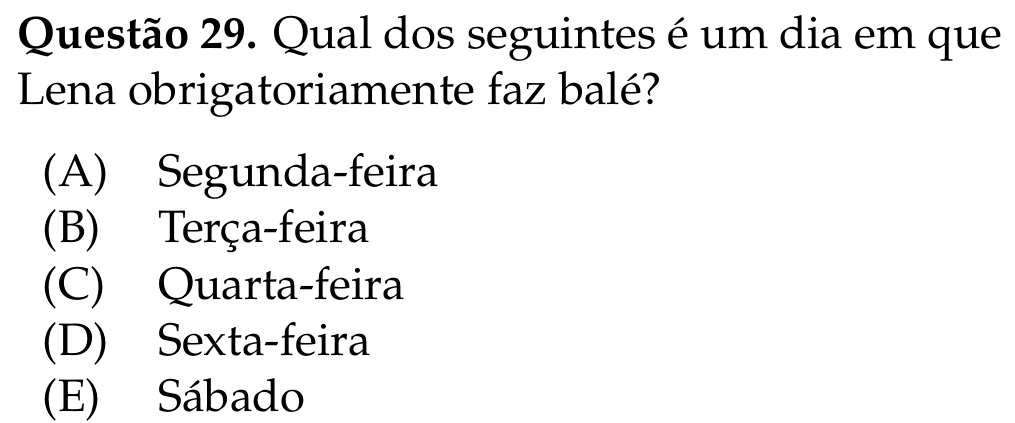 Questão 29. Qual dos seguintes é um dia em que
Lena obrigatoriamente faz balé?
(A) Segunda-feira
(B) Terça-feira
(C) Quarta-feira
(D) Sexta-feira
(E) Sábado